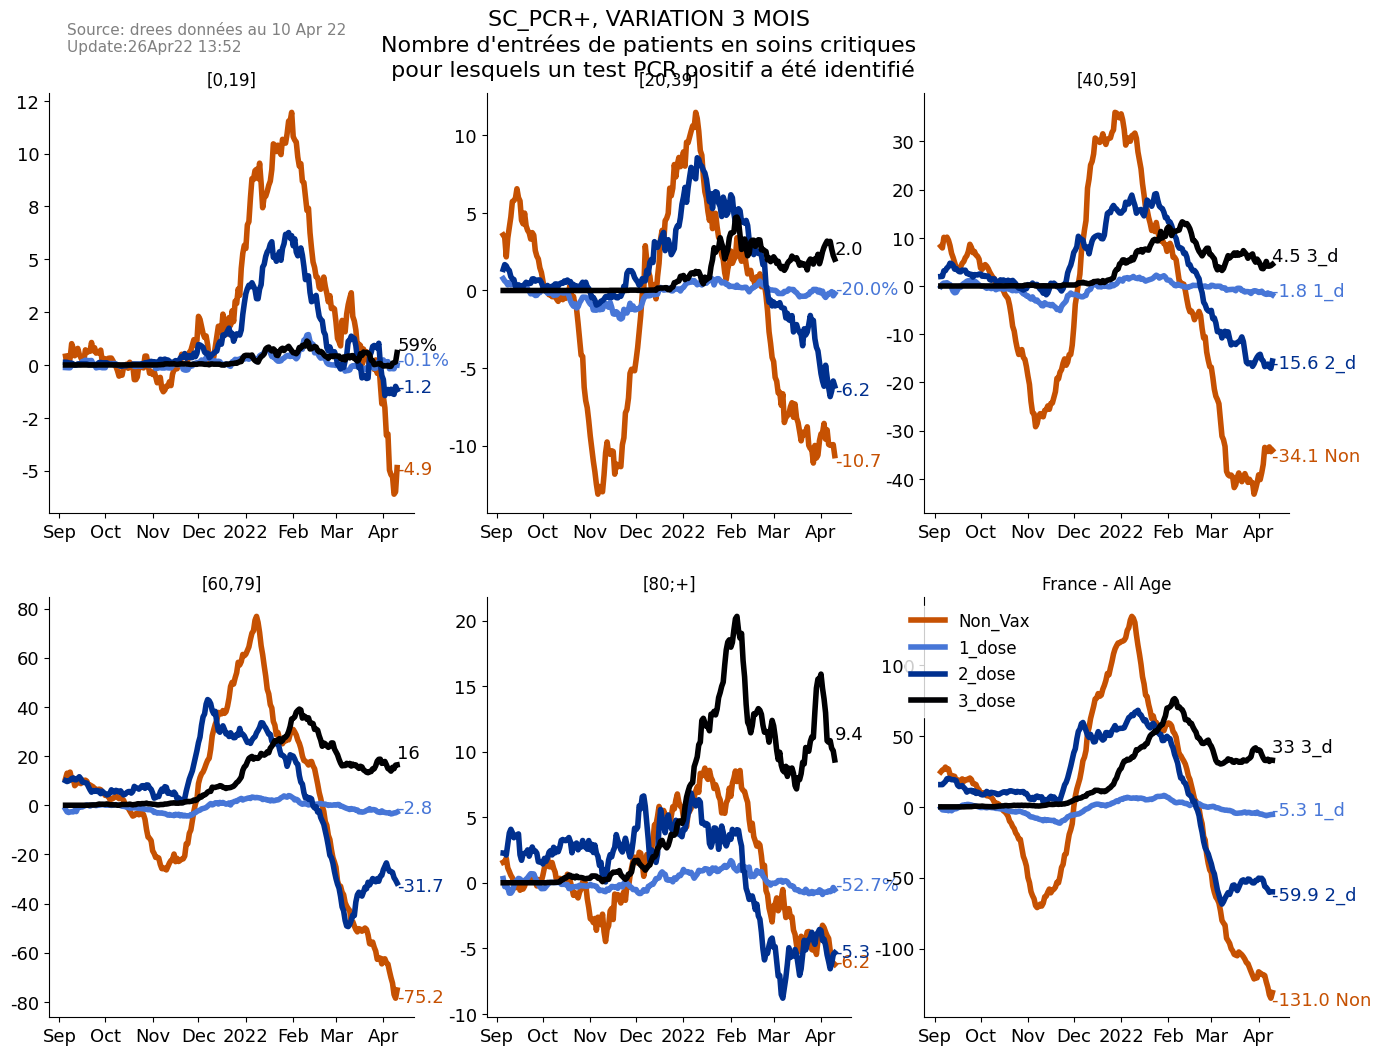 Source: drees données au 10 Apr 22
Update:26Apr22 13:52
SC_PCR+, VARIATION 3 MOIS
Nombre d'entrées de patients en soins critiques
pour lesquels un test PCR positif a été identifié
[0,19]
12
10
8
5
2
0
-2
-5
59%
-0.1%
-1.2
-4.9
Sep Oct Nov Dec 2022 Feb Mar Apr
[20,39]
10
5
0
-5
-10
2.0
-20.0%
-6.2
-10.7
Sep Oct Nov Dec 2022 Feb Mar Apr
[40,59]
30
20
10
0
-10
-20
-30
-40
4.5 3_d
-1.8 1_d
-15.6 2_d
-34.1 Non
Sep Oct Nov Dec 2022 Feb Mar Apr
[60,79]
80
60
40
20
0
-20
-40
-60
-80
16
-2.8
-31.7
-75.2
Sep Oct Nov Dec 2022 Feb Mar Apr
[80;+]
20
15
10
5
0
-5
-10
9.4
-52.7%
-5.3
-6.2
Sep Oct Nov Dec 2022 Feb Mar Apr
France - All Age
Non_Vax
1_dose
2_dose
3_dose
100
50
0
-50
-100
33 3_d
-5.3 1_d
-59.9 2_d
-131.0 Non
Sep Oct Nov Dec 2022 Feb Mar Apr